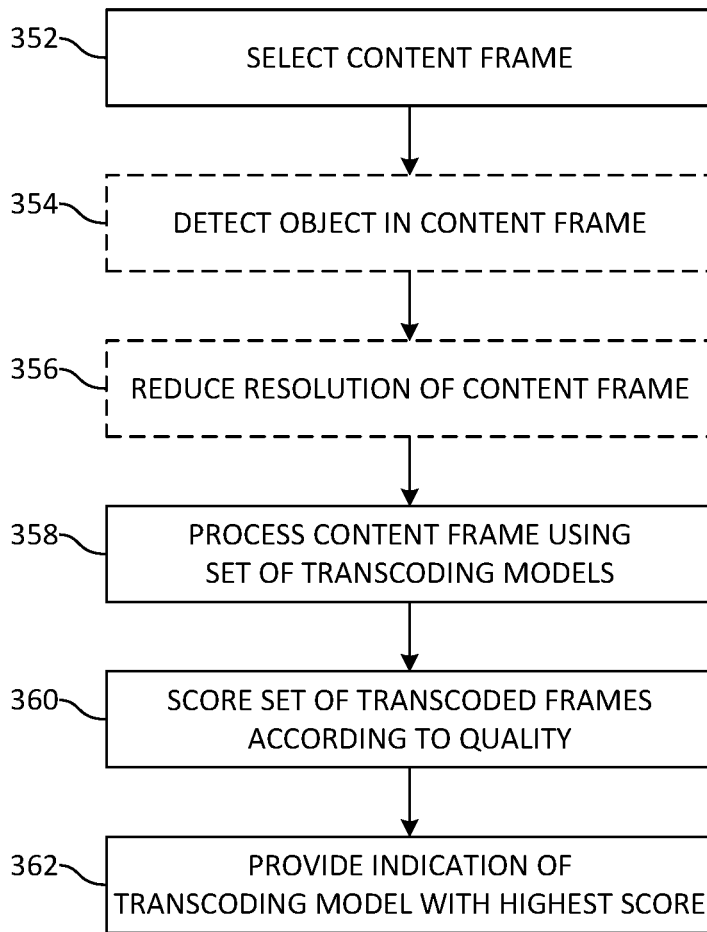 352
SELECT CONTENT FRAME
354
DETECT OBJECT IN CONTENT FRAME
356
REDUCE RESOLUTION OF CONTENT FRAME
358
PROCESS CONTENT FRAME USING
SET OF TRANSCODING MODELS
360
SCORE SET OF TRANSCODED FRAMES
ACCORDING TO QUALITY
362
PROVIDE INDICATION OF
TRANSCODING MODEL WITH HIGHEST SCORE